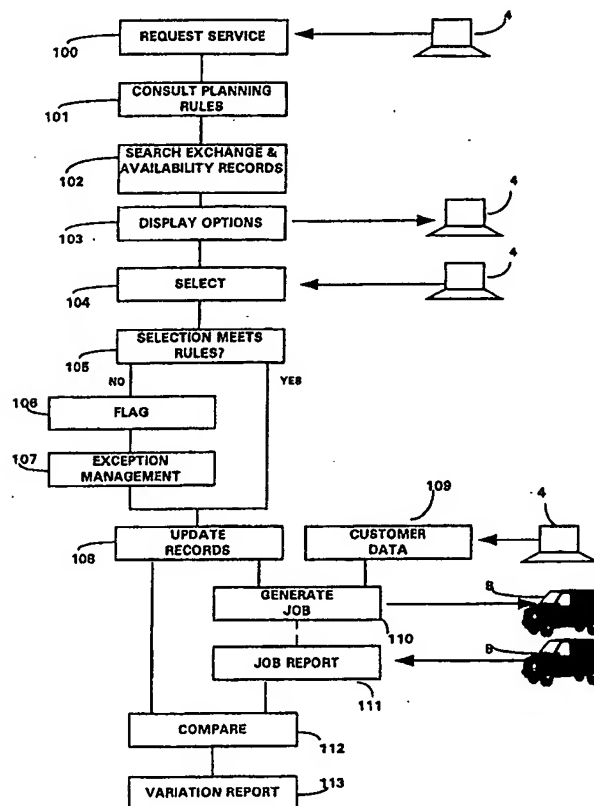 4
REQUEST SERVICE
100
CONSULT PLANNING
RULES
101
SEARCH EXCHANGE &
AVAILABILITY RECORDS
102
4
DISPLAY OPTIONS
103
4
SELECT
104
SELECTION MEETS
RULES?
105
NO
YES
106
FLAG
107
EXCEPTION
MANAGEMENT
109
4
UPDATE
RECORDS
108
CUSTOMER
DATA
GENERATE
JOB
110
8
JOB REPORT
111
8
COMPARE
112
VARIATION REPORT
113